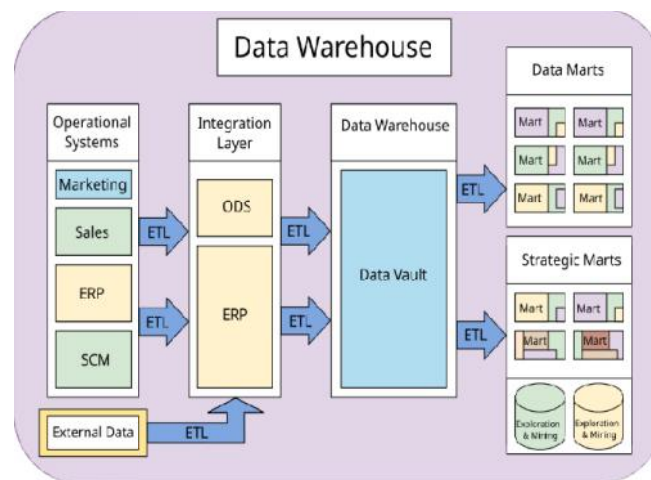 Data Warehouse
Operational
Systems
Marketing
Sales
ERP
SCM
External Data
ETL
ETL
ETL
Integration
Layer
ODS
ERP
ETL
ETL
Data Warehouse
Data Vault
ETL
ETL
Data Marts
Mart
Mart
Mart
Mart
Mart
Mart
Strategic Marts
Mart
Mart
Mart
Mart
Exploration
& Mining
Exploration
& Mining